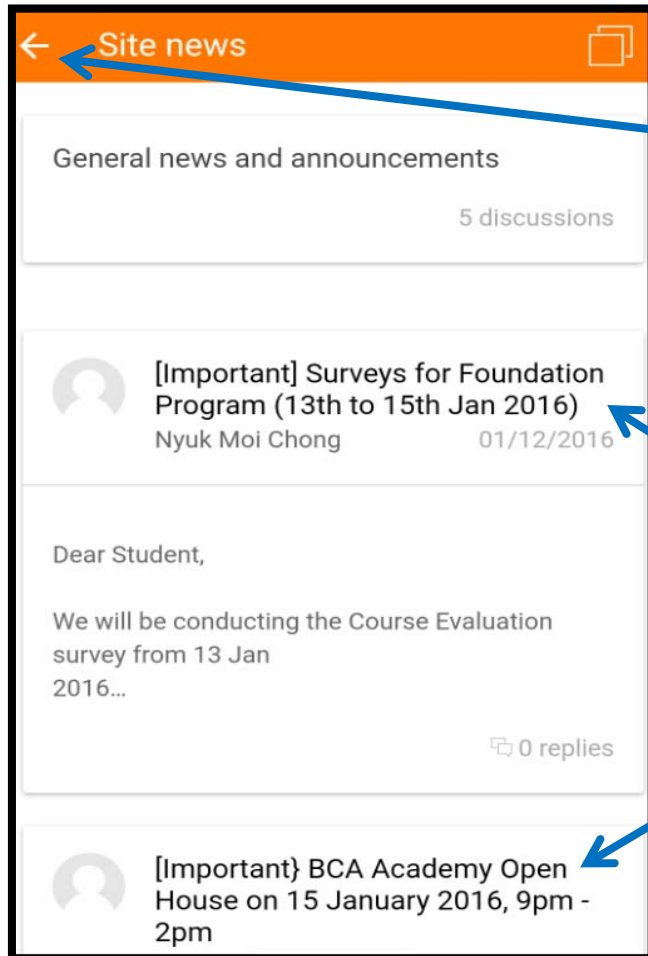 Site news
General news and announcements
5 discussions
[Important] Surveys for Foundation
Program (13th to 15th Jan 2016)
Nyuk Moi Chong 01/12/2016
Dear Student,
We will be conducting the Course Evaluation
survey from 13 Jan
2016...
0 replies
[Important} BCA Academy Open
House on 15 January 2016, 9pm -
2pm